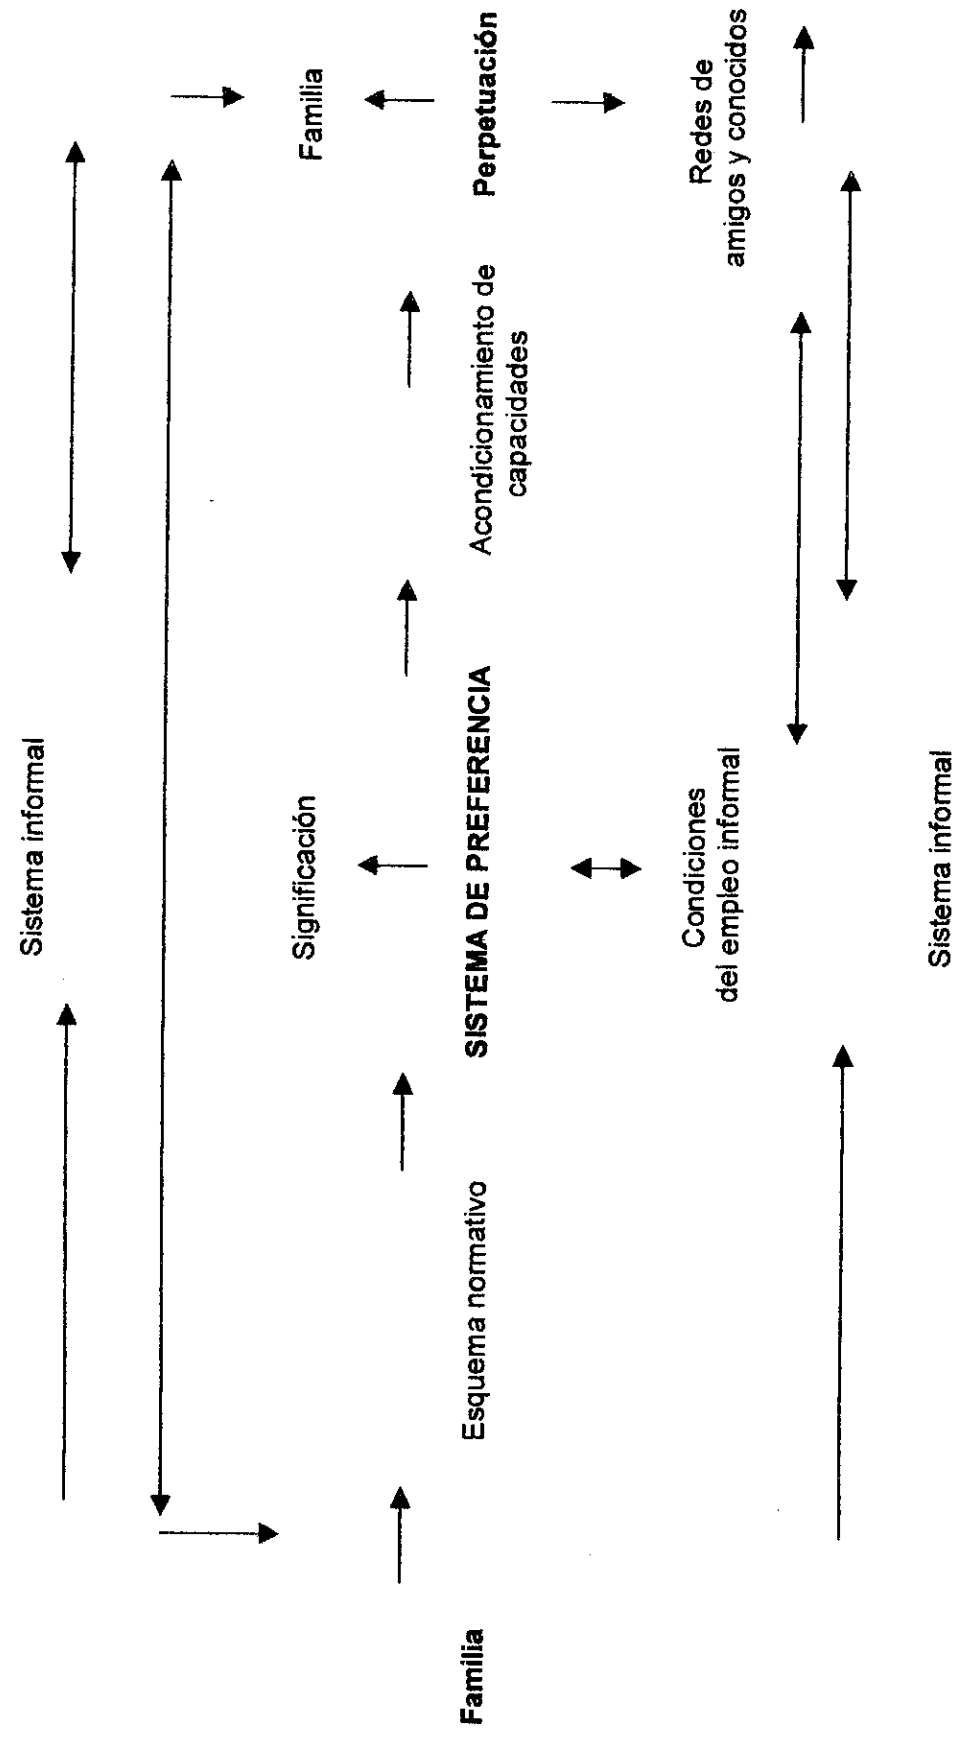 Sistema informal
Significación
Familia
Familia
Esquema normativo
SISTEMA DE PREFERENCIA
Acondicionamiento de
capacidades
Perpetuación
Condiciones
del empleo informal
Redes de
amigos y conocidos
Sistema informal